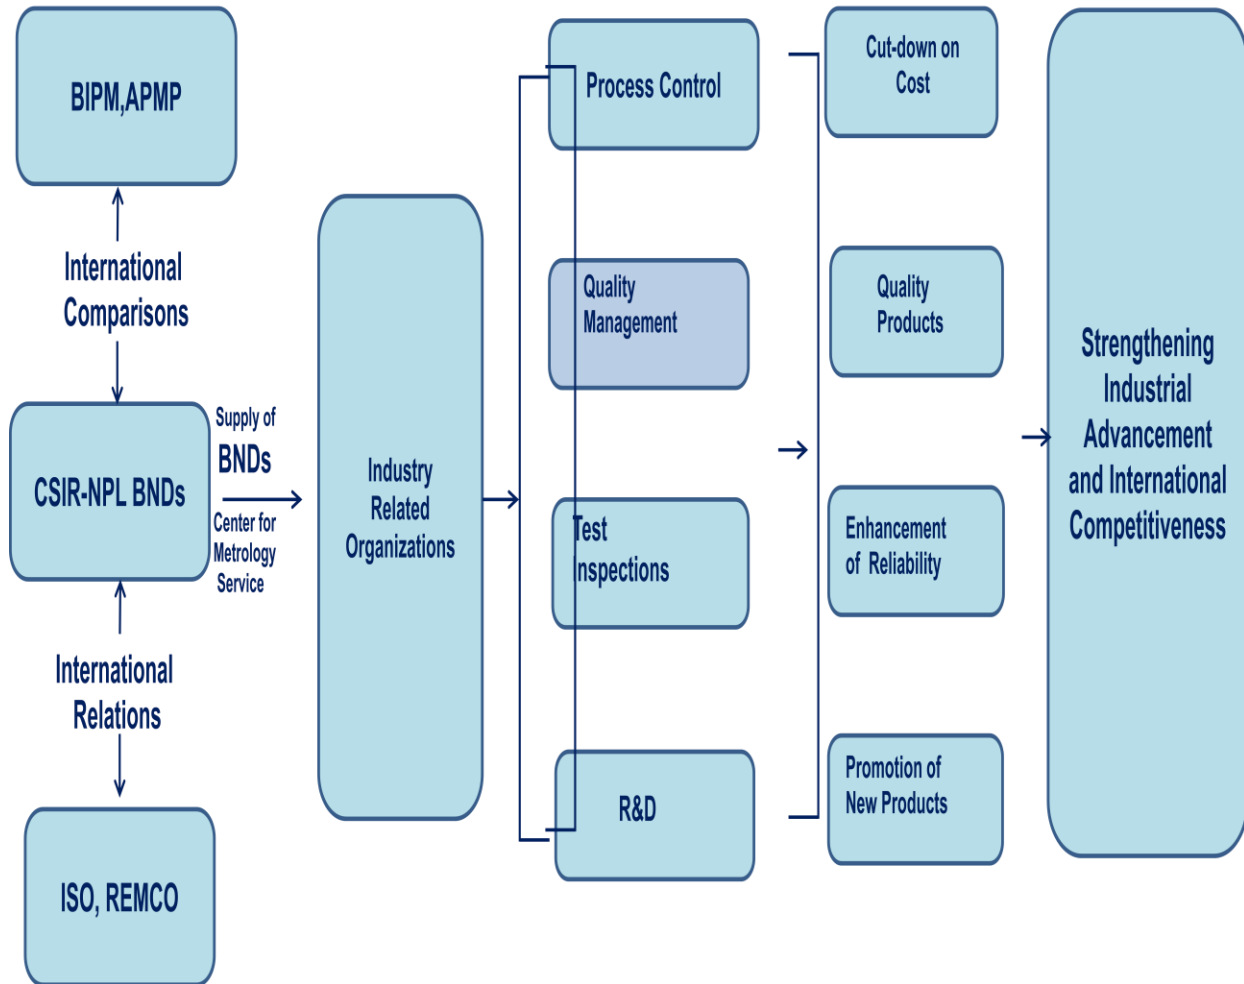 BIPM,APMP
International
Comparisons
CSIR-NPL BNDs
International
Relations
ISO, REMCO
Supply of
BNDs
Center for
Metrology
Service
Industry
Related
Organizations
Process Control
Quality
Management
Test
Inspections
R&D
Cut-down on
Cost
Quality
Products
Enhancement
of Reliability
Promotion of
New Products
Strengthening
Industrial
Advancement
and International
Competitiveness